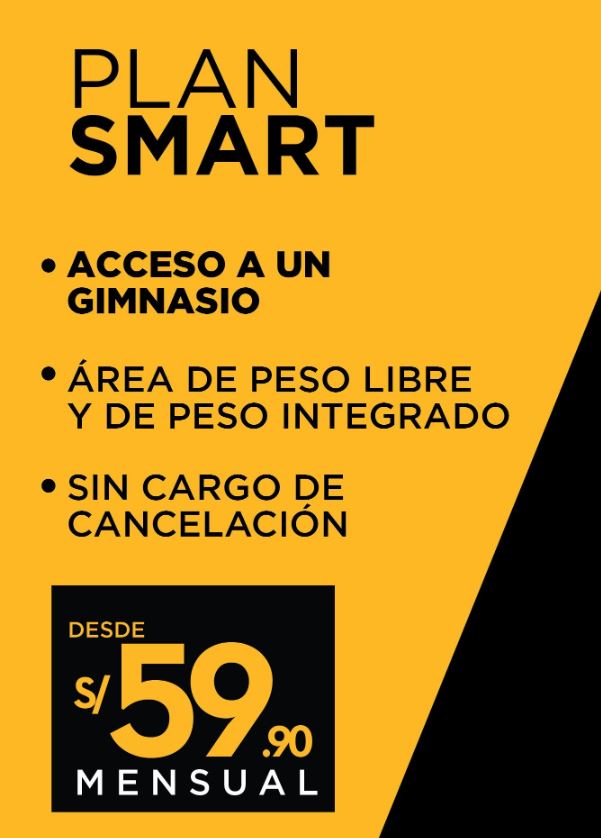 PLAN
SMART
• ACCESO A UN
GIMNASIO
• ÁREA DE PESO LIBRE
Y DE PESO INTEGRADO
• SIN CARGO DE
CANCELACIÓN
DESDE
S/59.90
MENSUAL